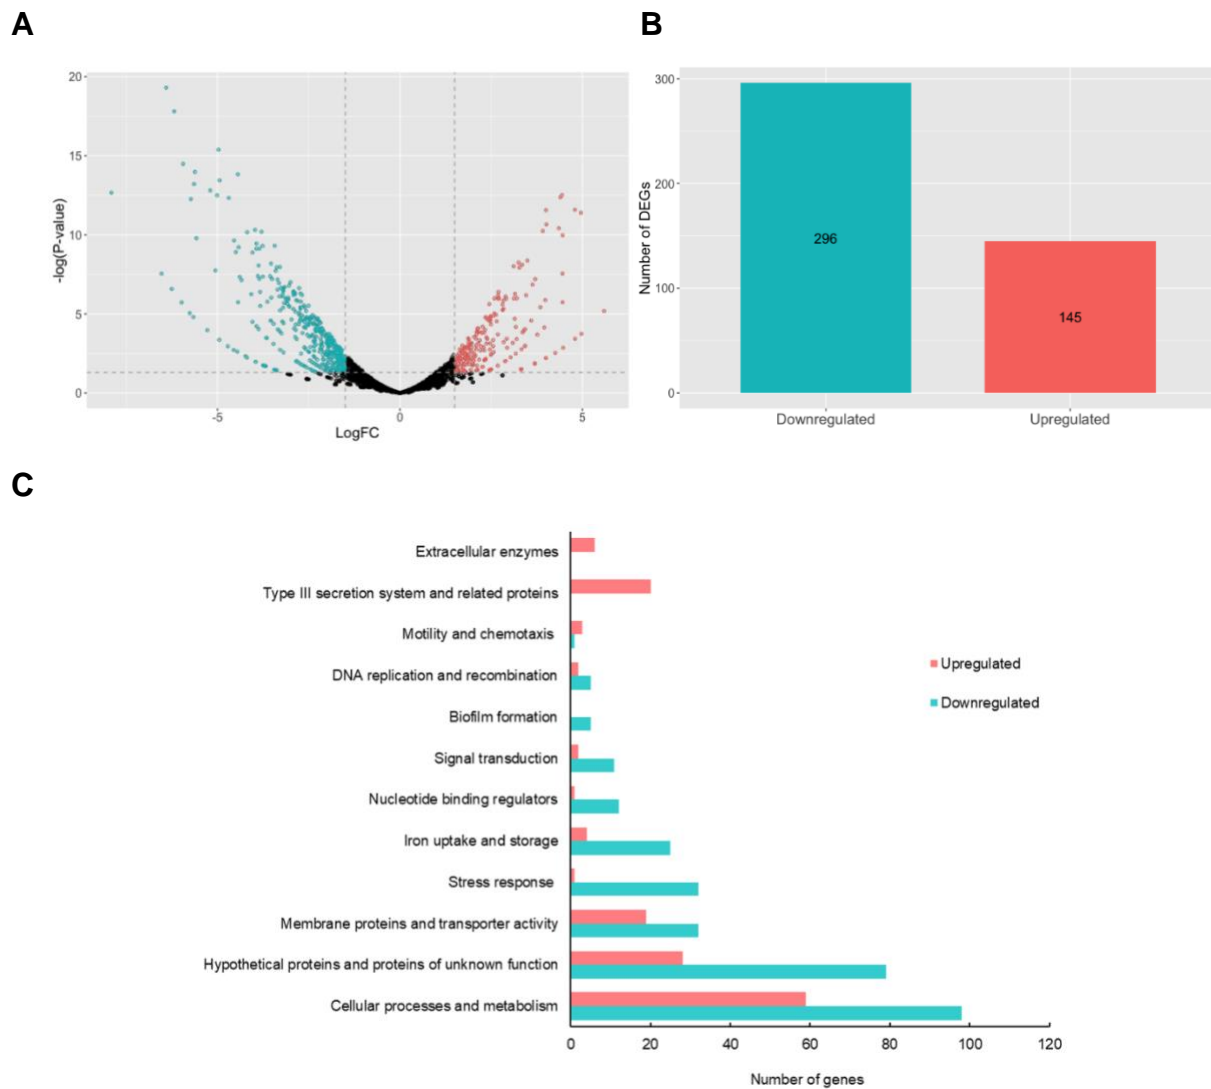 A
B
20
15
10
5
0
-log(P-value)
-5
0
5
LogFC
300
200
100
0
Number of DEGs
296
145
Downregulated
Upregulated
C
Extracellular enzymes
Type III secretion system and related proteins
Motility and chemotaxis
DNA replication and recombination
Biofilm formation
Signal transduction
Nucleotide binding regulators
Iron uptake and storage
Stress response
Membrane proteins and transporter activity
Hypothetical proteins and proteins of unknown function
Cellular processes and metabolism
Upregulated
Downregulated
0 20 40 60 80 100 120
Number of genes